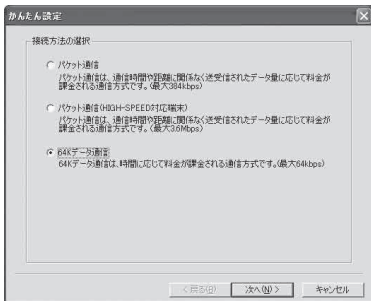 かんたん設定
接続方法の選択
パケット通信
パケット通信は、通信時間や距離に関係なく送受信されたデータ量に応じて料金が
課金される通信方式です。(最大384kbps)
パケット通信(HIGH-SPEED対応端末)
パケット通信は、通信時間や距離に関係なく送受信されたデータ量に応じて料金が
課金される通信方式です。(最大3.6Mbps)
64Kデータ通信
64Kデータ通信は、時間に応じて料金が課金される通信方式です。(最大64kbps)
< 戻る(B) 次へ(N) > キャンセル